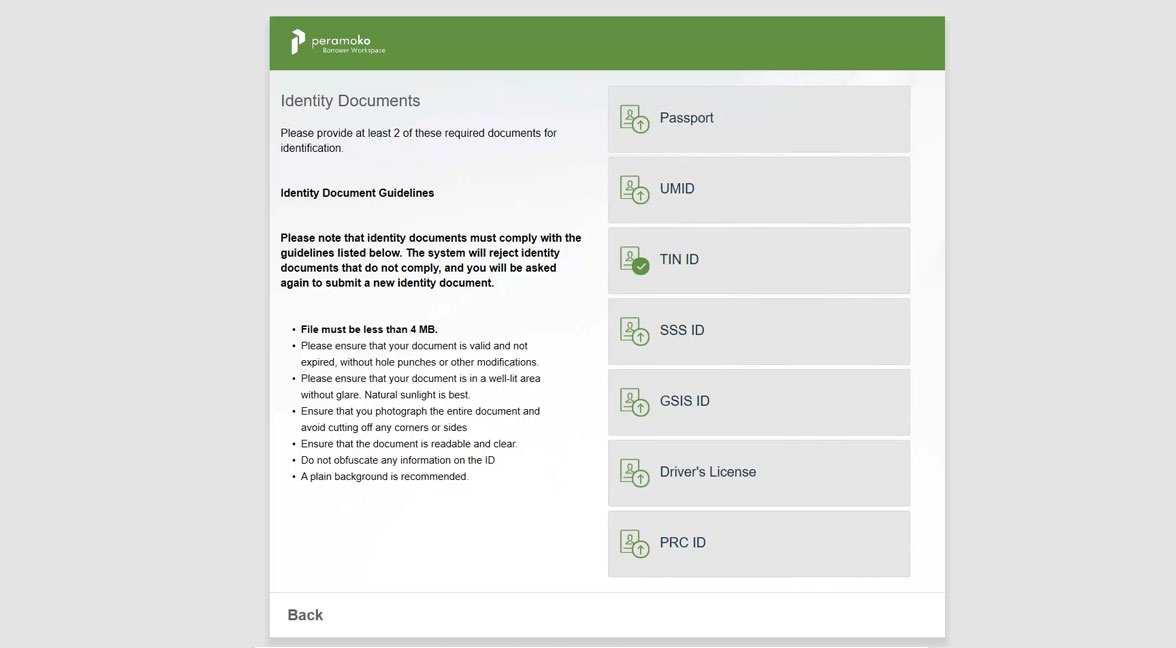 peramoko
Borrower Workspace
Identity Documents
Please provide at least 2 of these required documents for
identification.
Identity Document Guidelines
Please note that identity documents must comply with the
guidelines listed below. The system will reject identity
documents that do not comply, and you will be asked
again to submit a new identity document.
• File must be less than 4 MB.
• Please ensure that your document is valid and not
expired, without hole punches or other modifications.
• Please ensure that your document is in a well-lit area
without glare. Natural sunlight is best.
• Ensure that you photograph the entire document and
avoid cutting off any corners or sides
• Ensure that the document is readable and clear.
• Do not obfuscate any information on the ID
• A plain background is recommended.
Passport
UMID
TIN ID
SSS ID
GSIS ID
Driver's License
PRC ID
Back